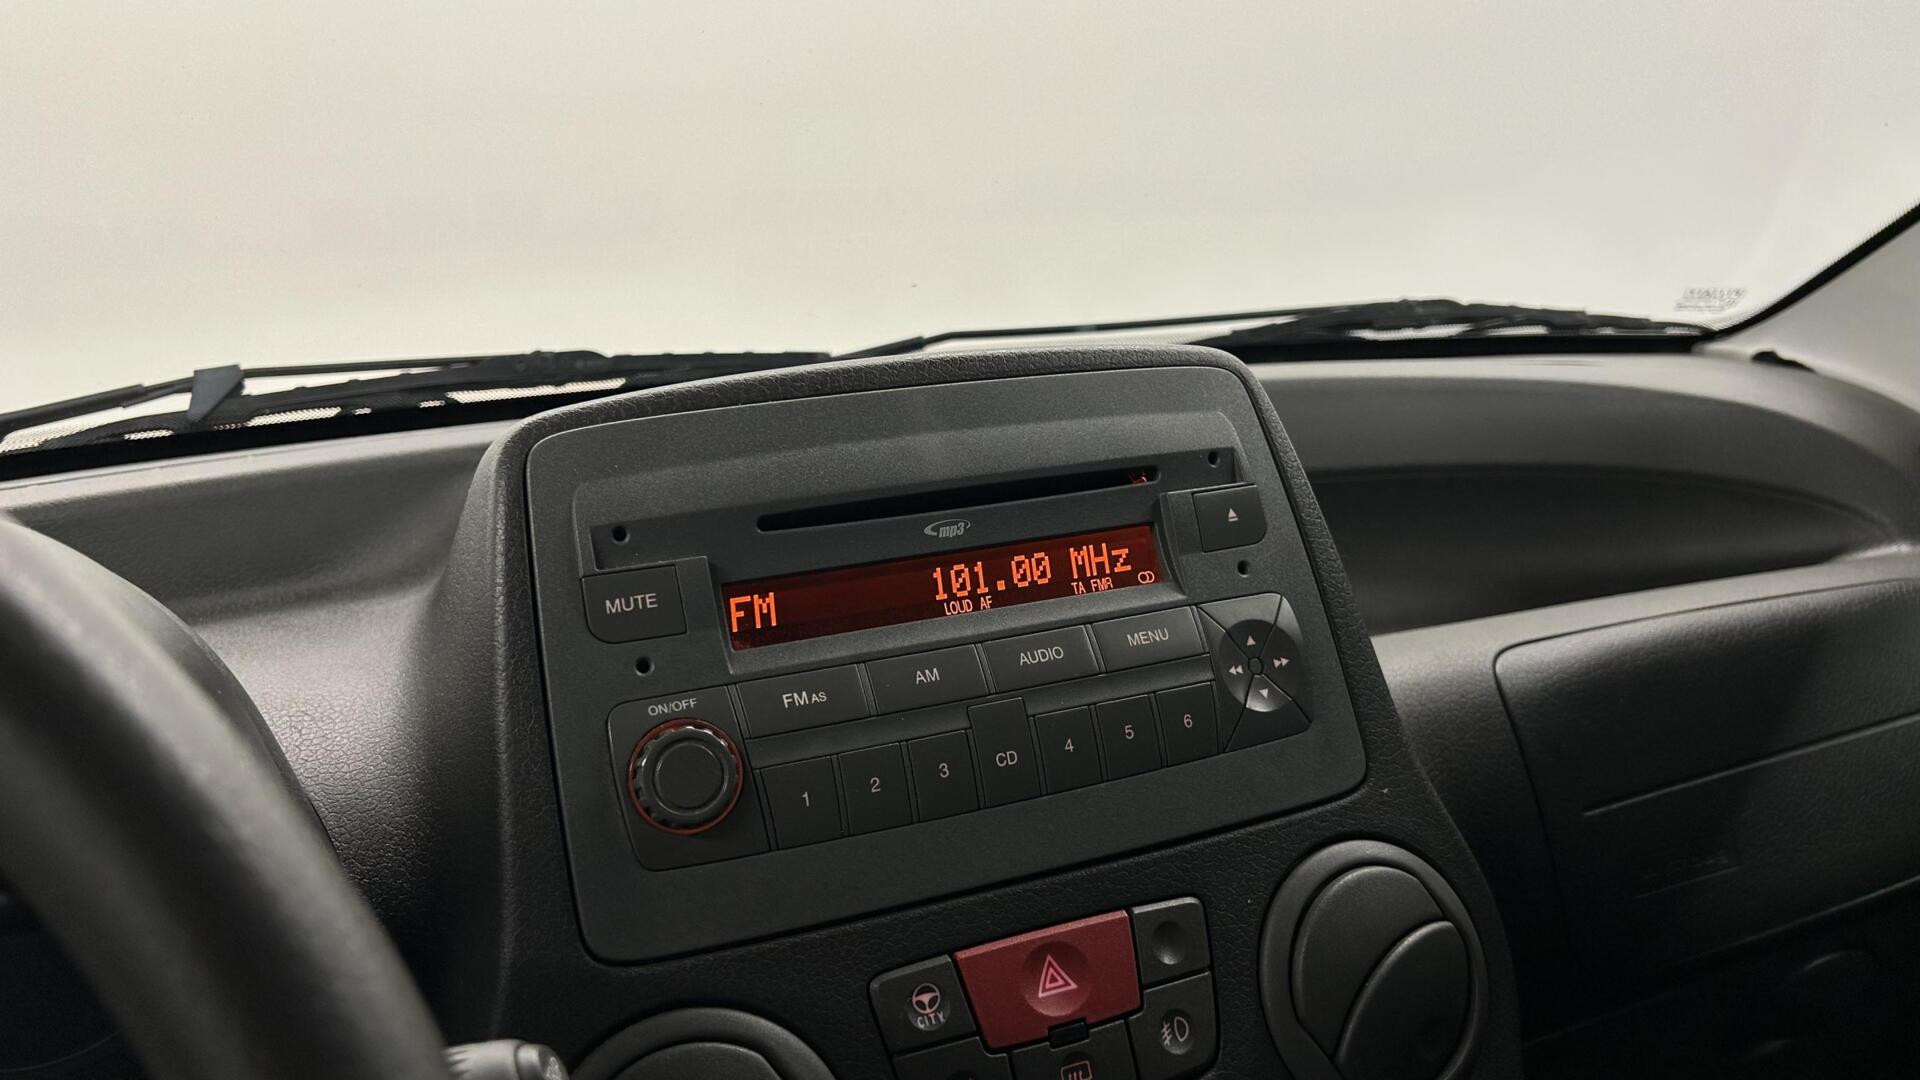 mp3
MUTE
FM 101.00 MHz
LOUD AF TA FMA
FM AS AM AUDIO MENU
ON/OFF
1 2 3 CD 4 5 6
CITY